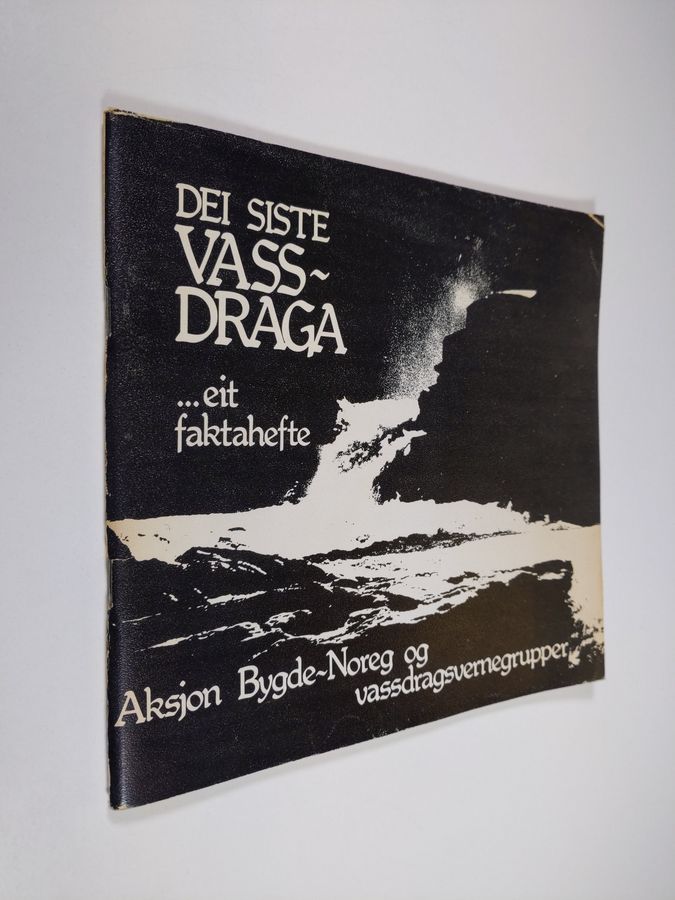 DEI SISTE
VASS~
DRAGA
...eit
faktahefte
Aksjon Bygde~Noreg og
vassdragsvernegrupper